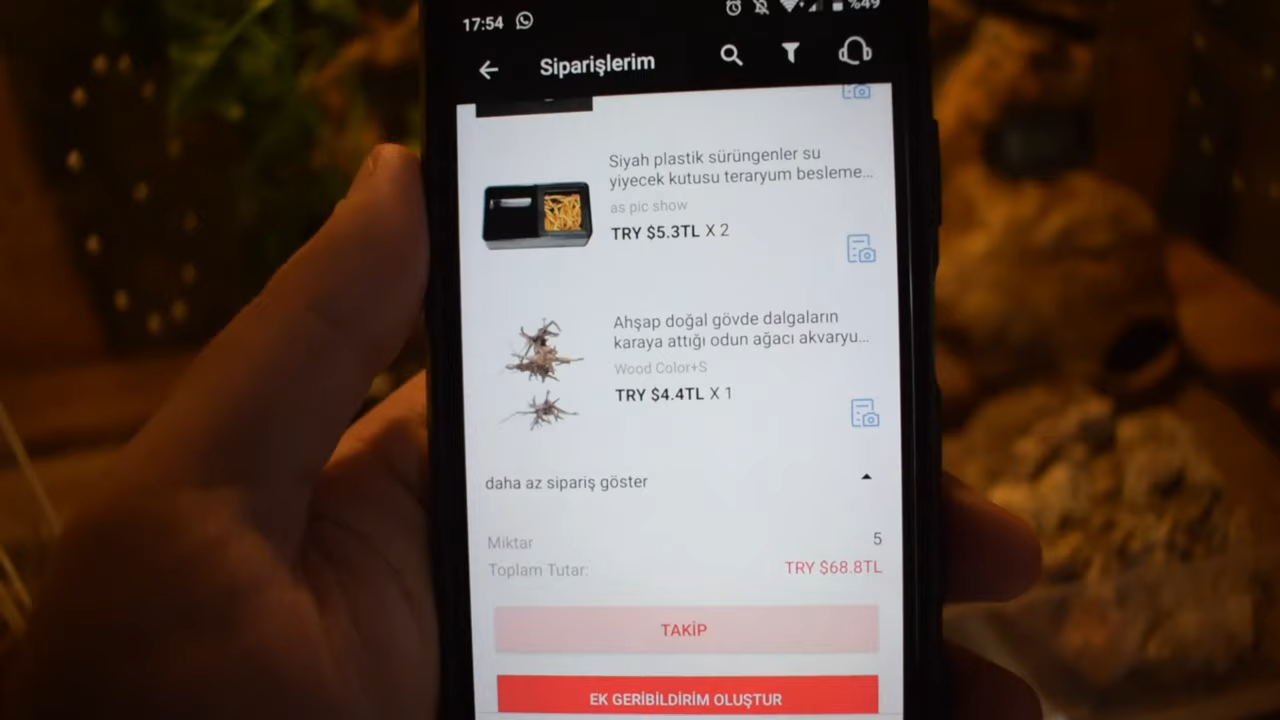 17:54
%49
Siparişlerim
Siyah plastik sürüngenler su
yiyecek kutusu teraryum besleme...
as pic show
TRY $5.3TL X 2
Ahşap doğal gövde dalgaların
karaya attığı odun ağacı akvaryu...
Wood Color+S
TRY $4.4TL X 1
daha az sipariş göster
Miktar 5
Toplam Tutar: TRY $68.8TL
TAKİP
EK GERİBİLDİRİM OLUŞTUR